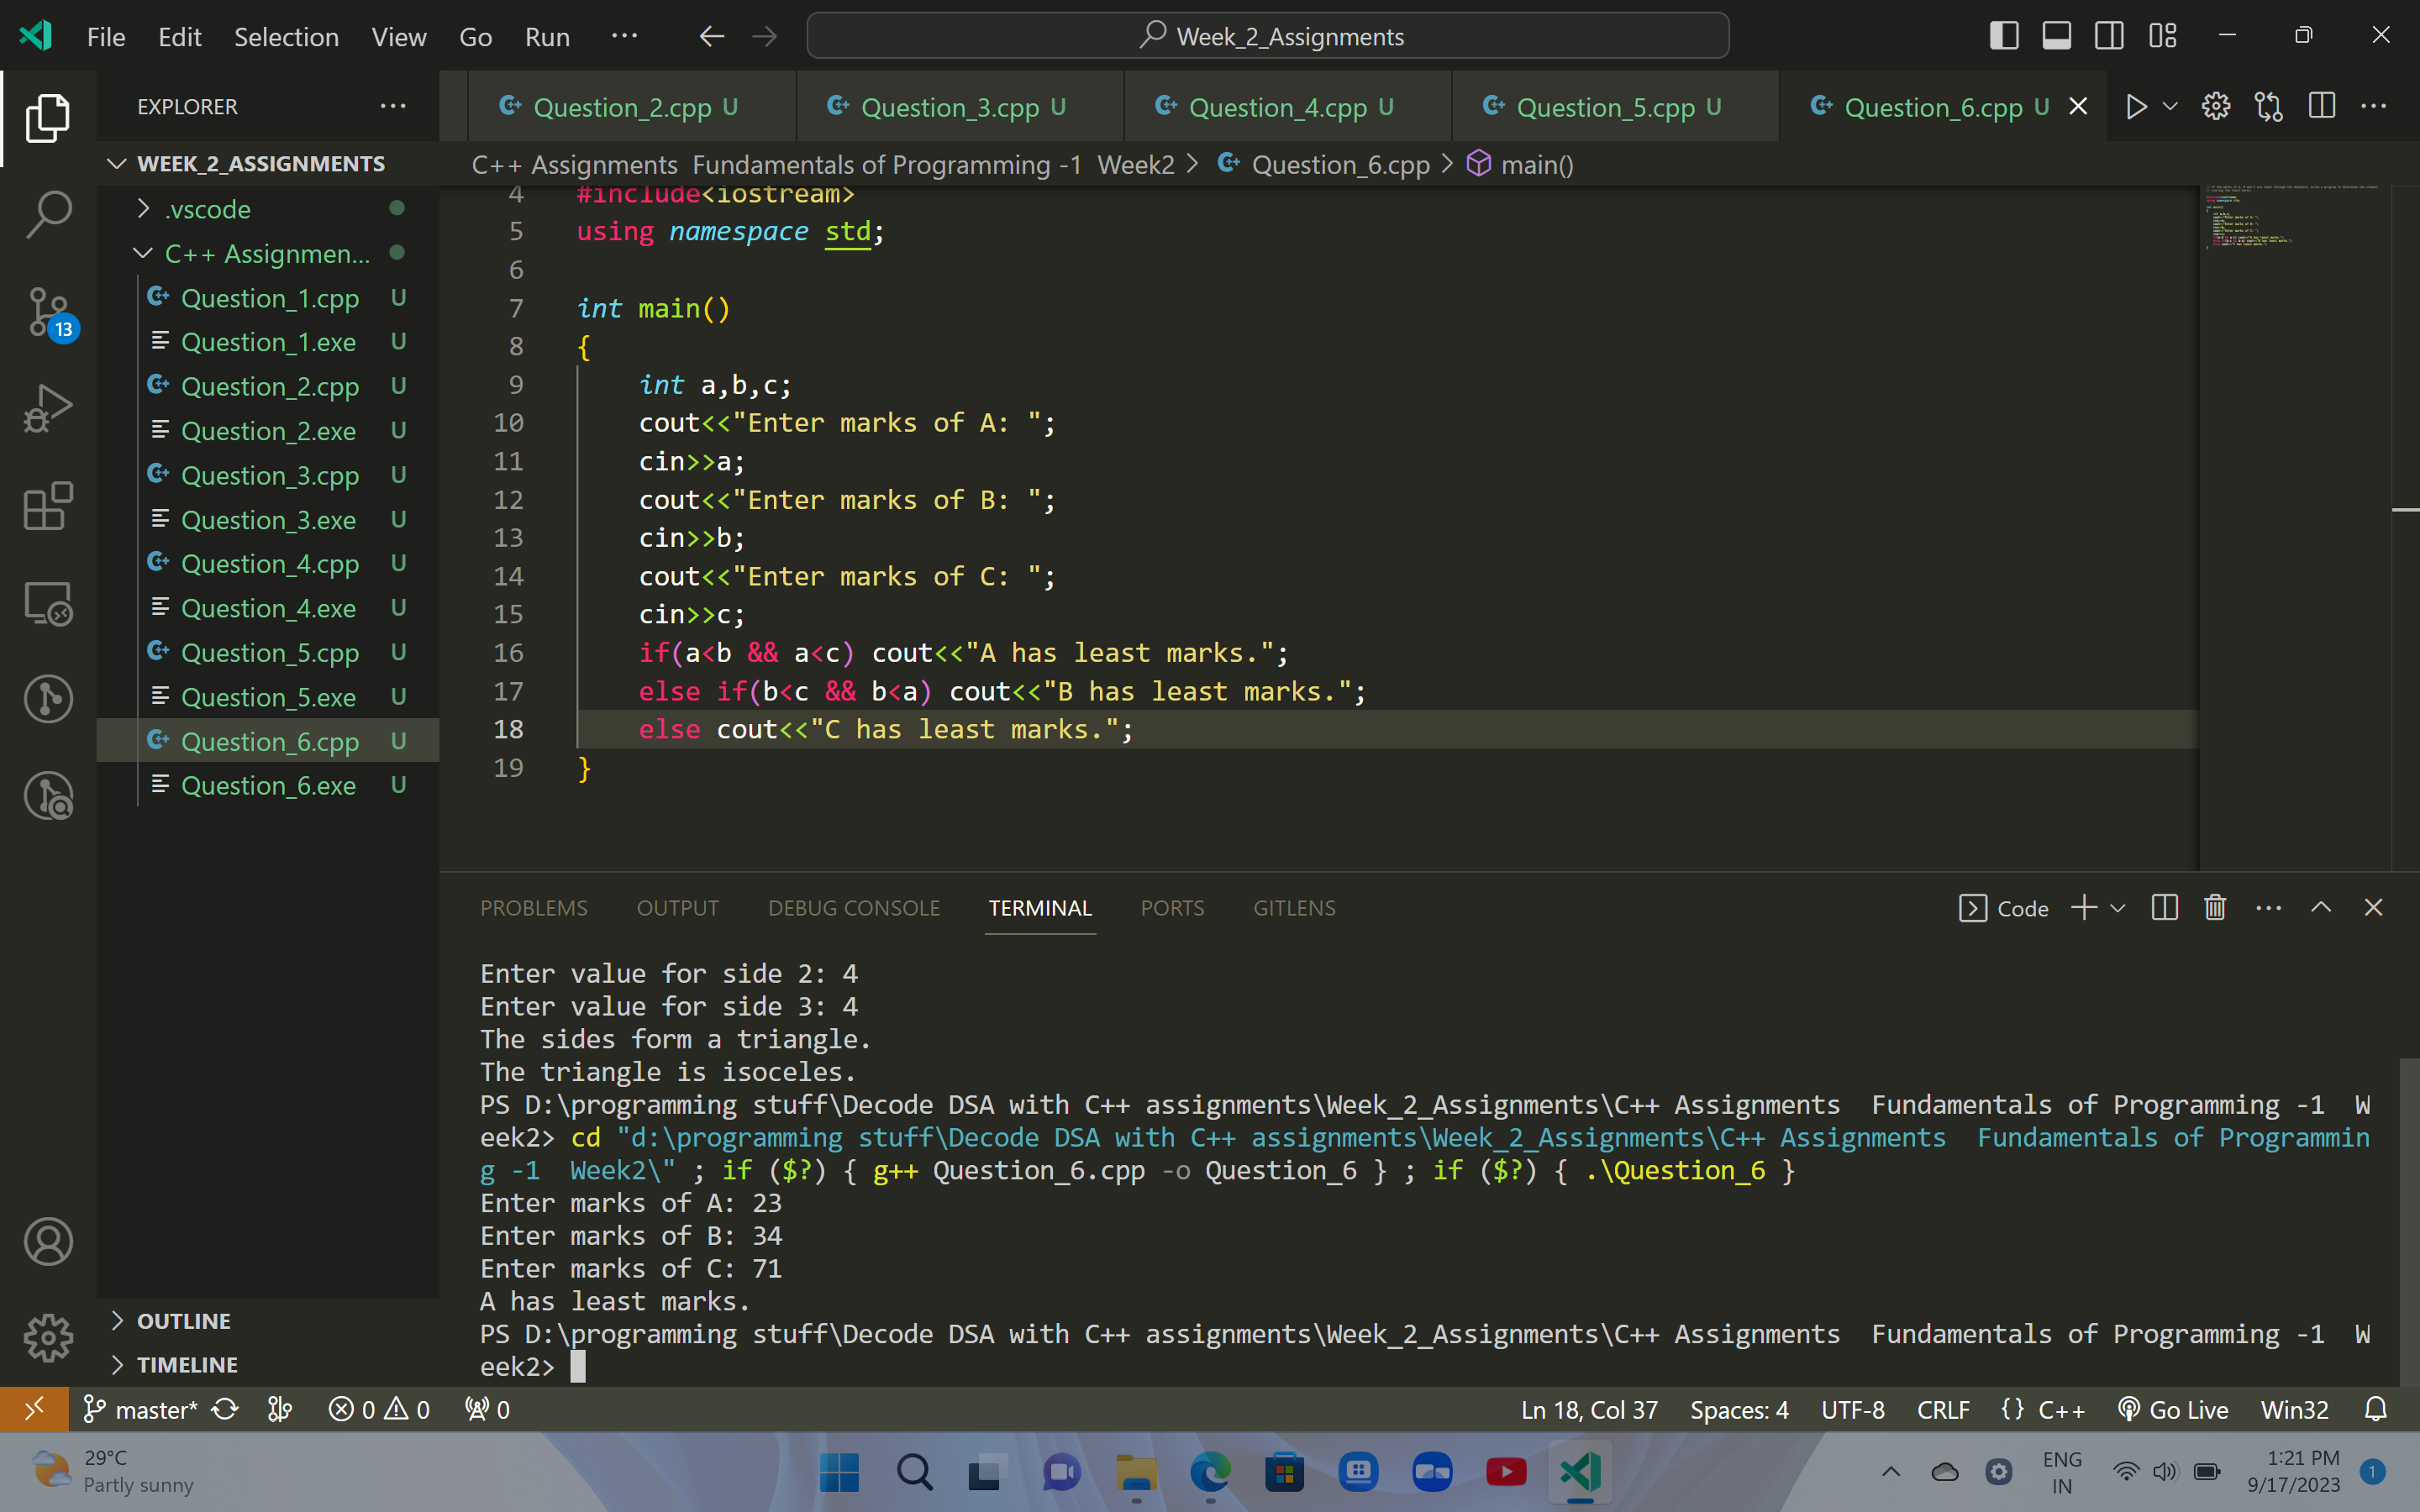 File Edit Selection View Go Run ··· Week_2_Assignments
EXPLORER ···
Question_2.cpp U Question_3.cpp U Question_4.cpp U Question_5.cpp U Question_6.cpp U
WEEK_2_ASSIGNMENTS
C++ Assignments Fundamentals of Programming -1 Week2 > Question_6.cpp > main()
.vscode
C++ Assignmen...
Question_1.cpp U
Question_1.exe U
Question_2.cpp U
Question_2.exe U
Question_3.cpp U
Question_3.exe U
Question_4.cpp U
Question_4.exe U
Question_5.cpp U
Question_5.exe U
Question_6.cpp U
Question_6.exe U
13
OUTLINE
TIMELINE
4 #include<iostream>
5 using namespace std;
6
7 int main()
8 {
9 int a,b,c;
10 cout<<"Enter marks of A: ";
11 cin>>a;
12 cout<<"Enter marks of B: ";
13 cin>>b;
14 cout<<"Enter marks of C: ";
15 cin>>c;
16 if(a<b && a<c) cout<<"A has least marks.";
17 else if(b<c && b<a) cout<<"B has least marks.";
18 else cout<<"C has least marks.";
19 }
PROBLEMS OUTPUT DEBUG CONSOLE TERMINAL PORTS GITLENS Code
Enter value for side 2: 4
Enter value for side 3: 4
The sides form a triangle.
The triangle is isoceles.
PS D:\programming stuff\Decode DSA with C++ assignments\Week_2_Assignments\C++ Assignments  Fundamentals of Programming -1  W
eek2> cd "d:\programming stuff\Decode DSA with C++ assignments\Week_2_Assignments\C++ Assignments  Fundamentals of Programmin
g -1  Week2\" ; if ($?) { g++ Question_6.cpp -o Question_6 } ; if ($?) { .\Question_6 }
Enter marks of A: 23
Enter marks of B: 34
Enter marks of C: 71
A has least marks.
PS D:\programming stuff\Decode DSA with C++ assignments\Week_2_Assignments\C++ Assignments  Fundamentals of Programming -1  W
eek2>
master* 0 0 0 Ln 18, Col 37 Spaces: 4 UTF-8 CRLF {} C++ Go Live Win32
29°C
Partly sunny
ENG
IN
1:21 PM
9/17/2023
1